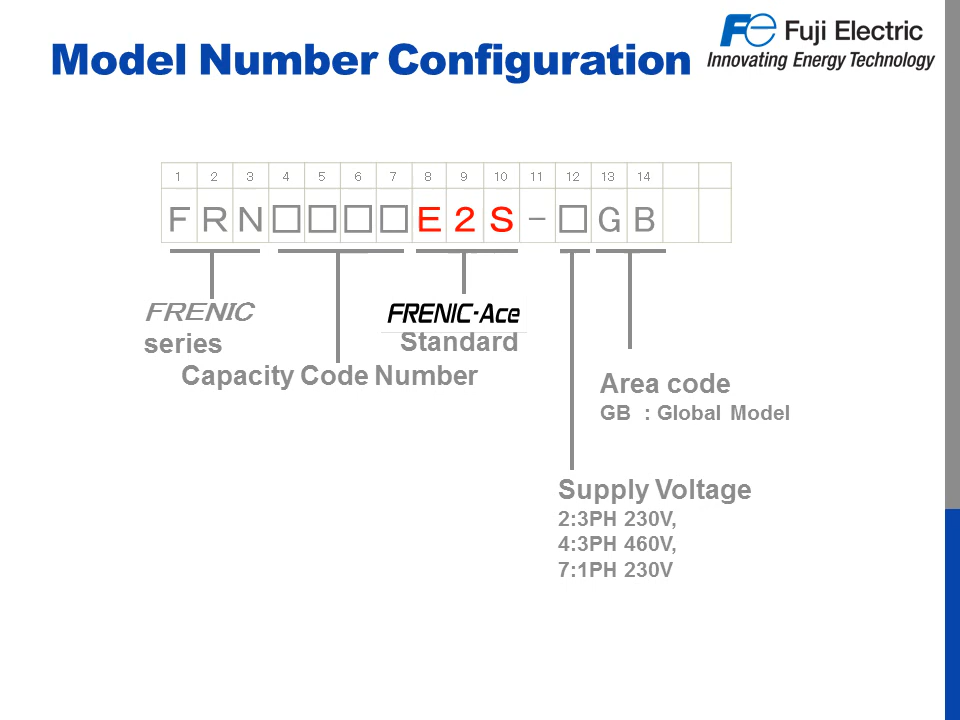 Model Number Configuration
Fuji Electric
Innovating Energy Technology
1 2 3 4 5 6 7 8 9 10 11 12 13 14
F R N □ □ □ □ E 2 S - □ G B
FRENIC
series
FRENIC-Ace
Standard
Capacity Code Number
Area code
GB : Global Model
Supply Voltage
2:3PH 230V,
4:3PH 460V,
7:1PH 230V